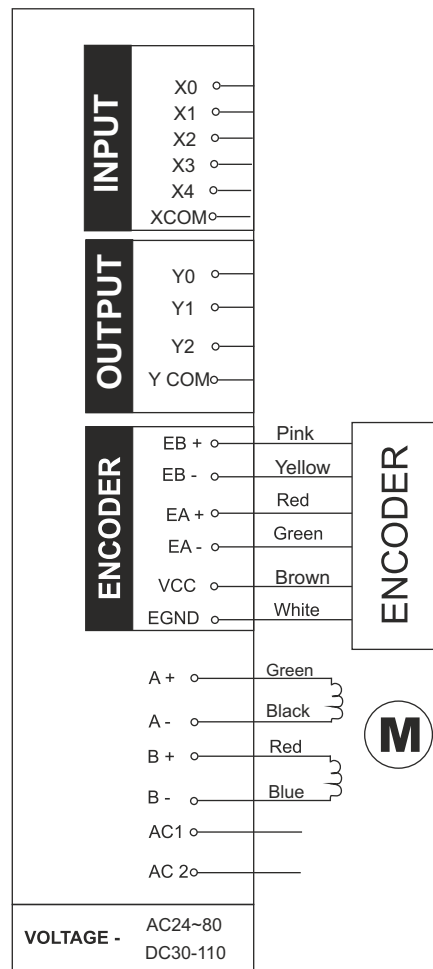 INPUT
X0
X1
X2
X3
X4
XCOM
OUTPUT
Y0
Y1
Y2
Y COM
ENCODER
EB + Pink
EB - Yellow
EA + Red
EA - Green
VCC Brown
EGND White
ENCODER
A + Green
A - Black
B + Red
B - Blue
M
AC1
AC 2
VOLTAGE - AC24~80
DC30-110